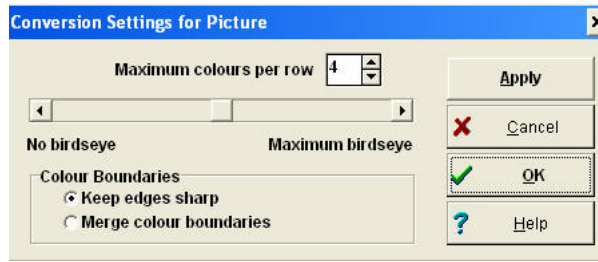 Conversion Settings for Picture
Maximum colours per row 4
Apply
No birdseye Maximum birdseye
Cancel
Colour Boundaries
Keep edges sharp
OK
Merge colour boundaries
Help